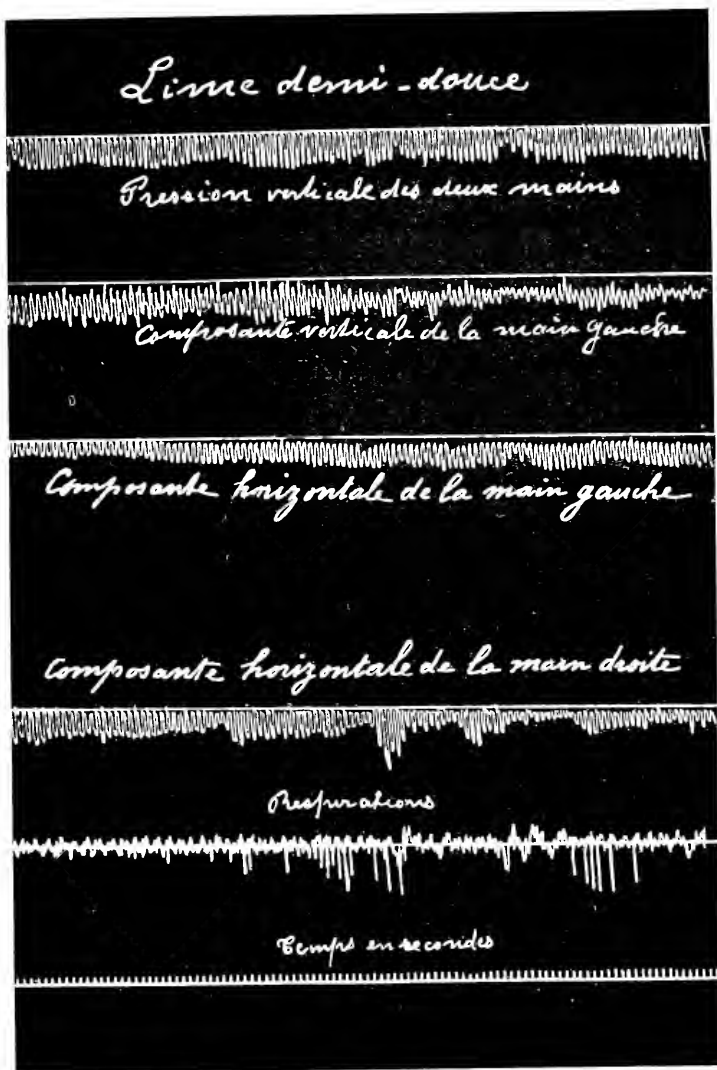 Lime demi-douce
Pression verticale des deux mains
Composante verticale de la main gauche
Composante horizontale de la main gauche
Composante horizontale de la main droite
Respirations
Temps en secondes